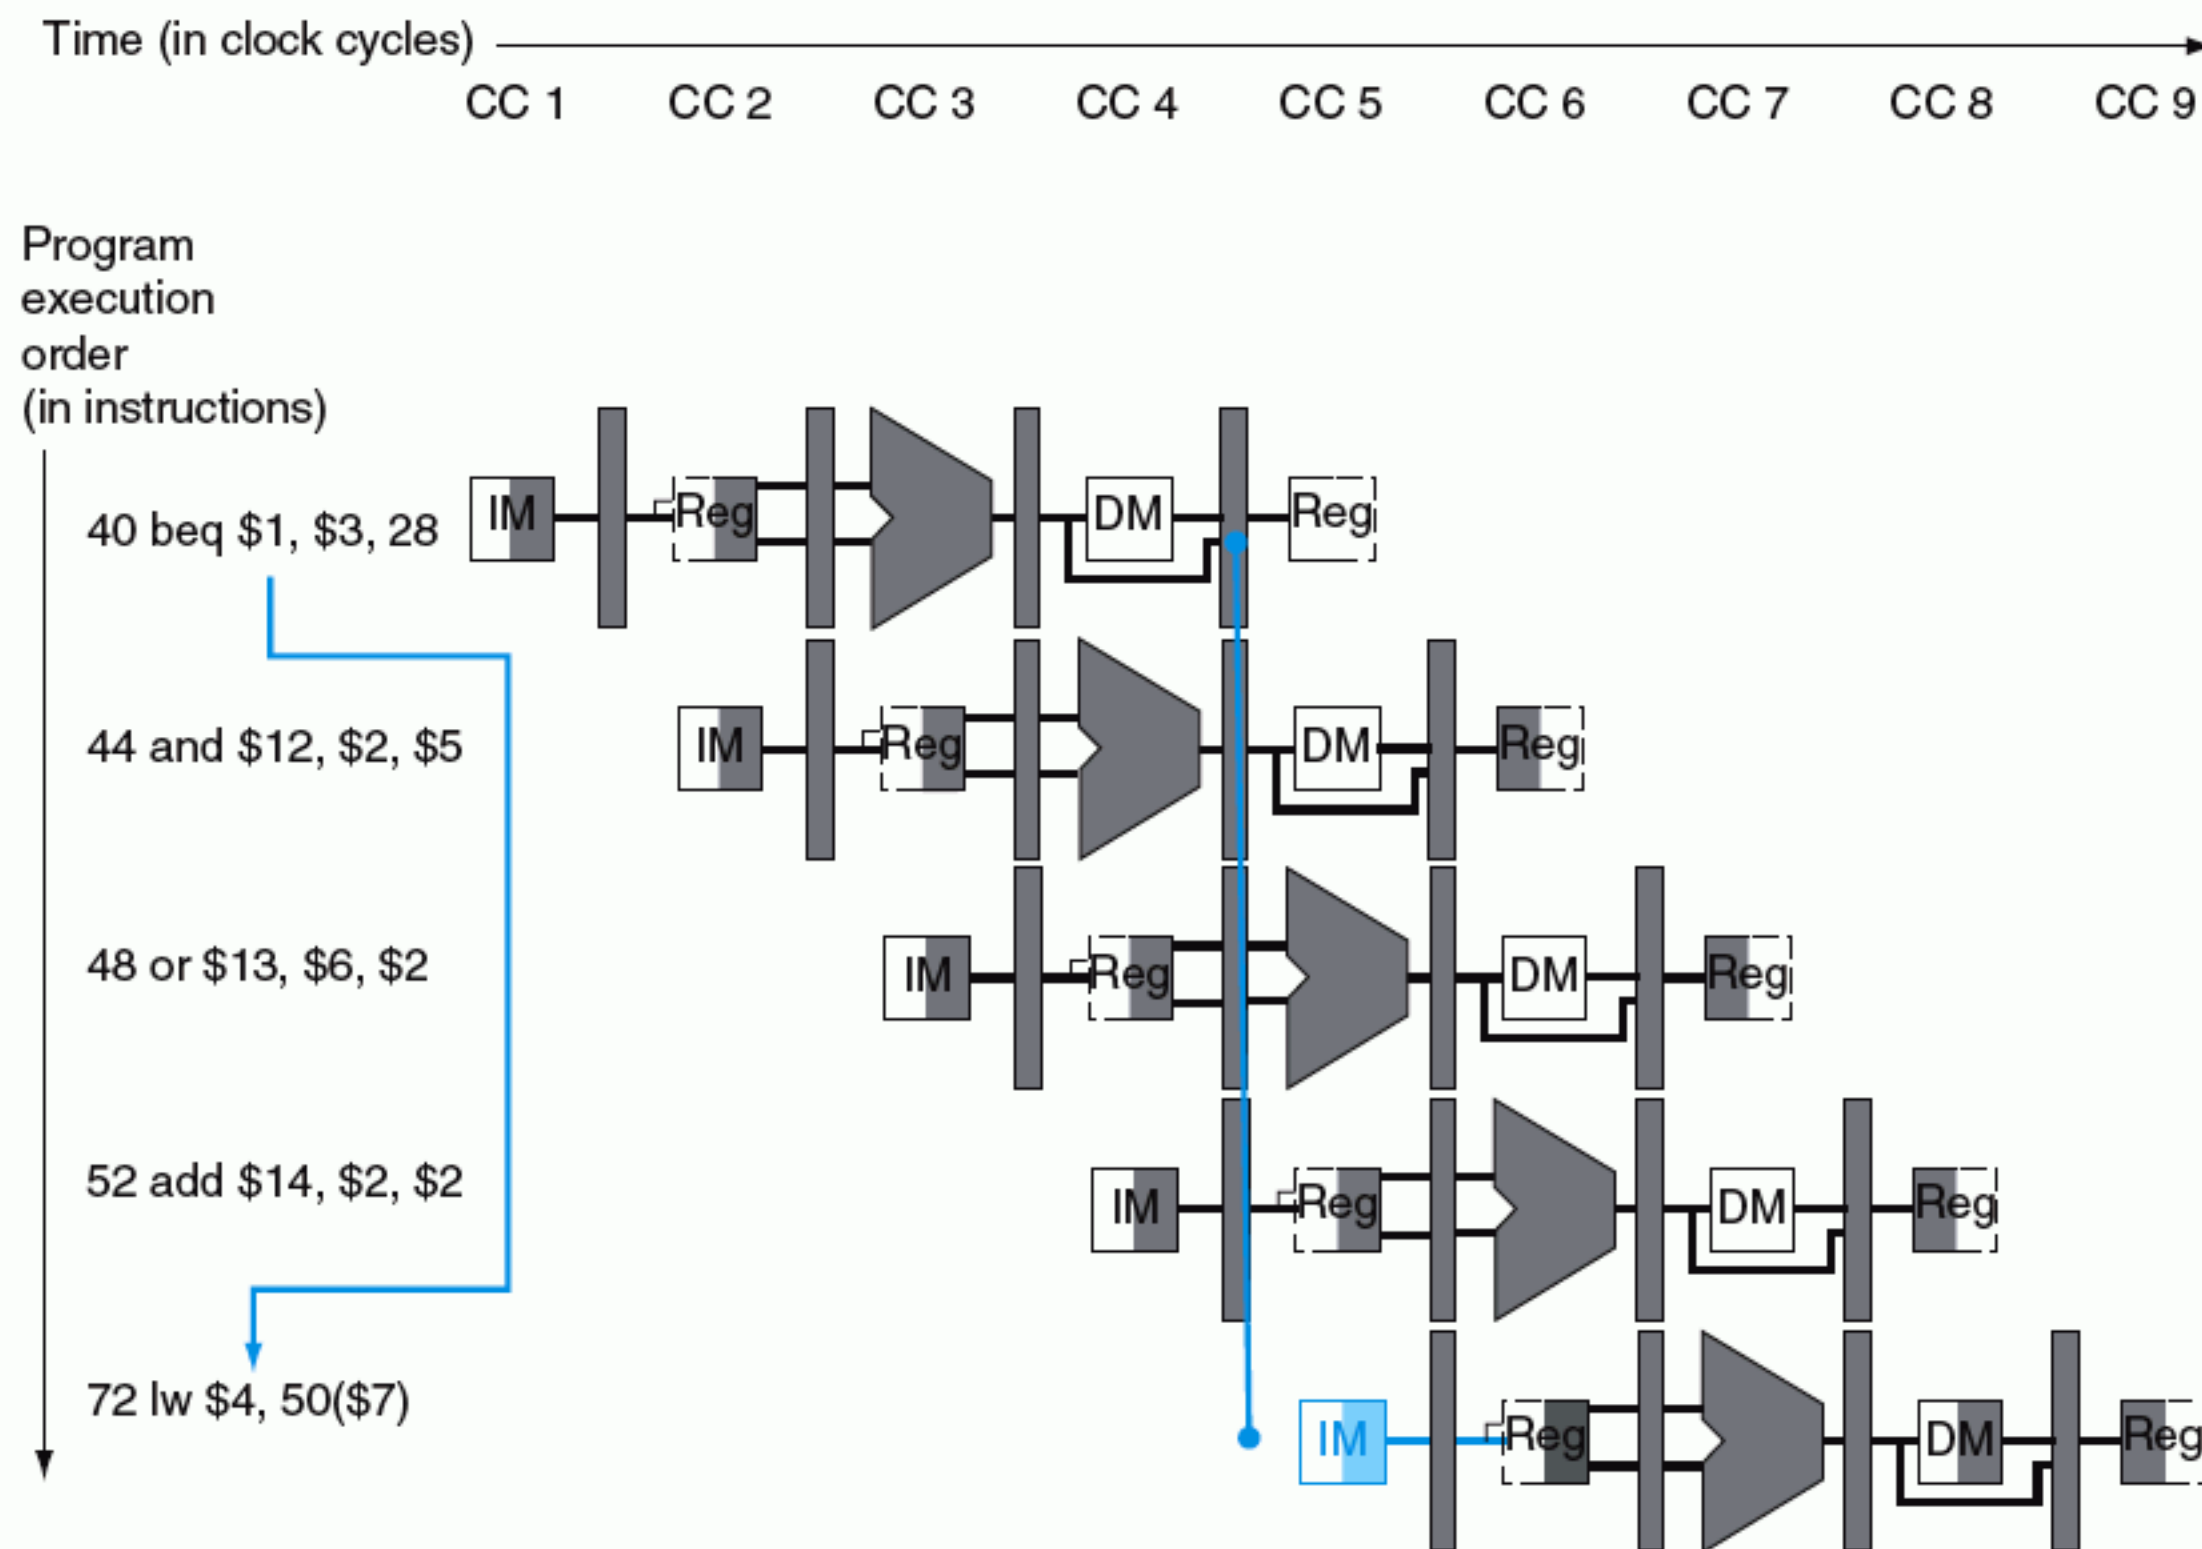 Time (in clock cycles)
CC 1 CC 2 CC 3 CC 4 CC 5 CC 6 CC 7 CC 8 CC 9
Program
execution
order
(in instructions)
40 beq $1, $3, 28 IM Reg DM Reg
44 and $12, $2, $5 IM Reg DM Reg
48 or $13, $6, $2 IM Reg DM Reg
52 add $14, $2, $2 IM Reg DM Reg
72 lw $4, 50($7) IM Reg DM Reg